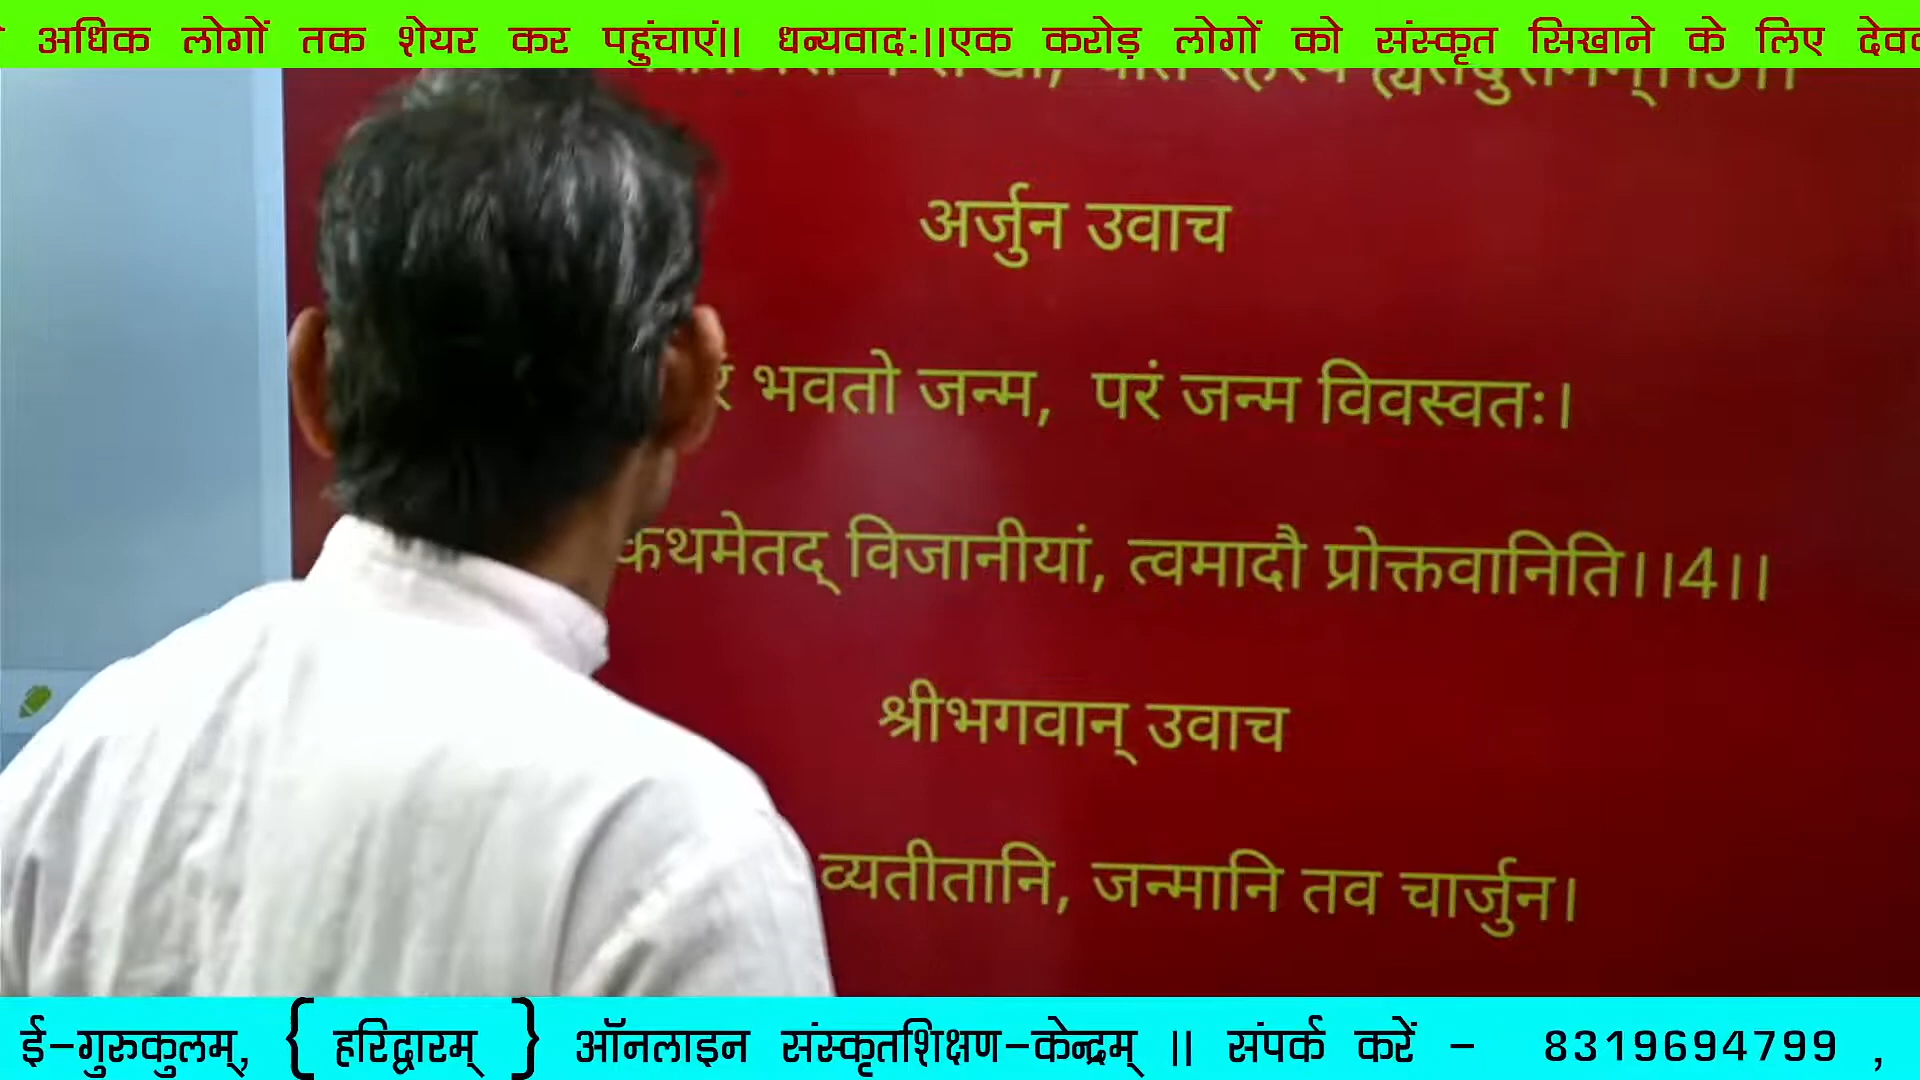 अधिक लोगों तक शेयर कर पहुंचाएं॥ धन्यवादः॥एक करोड़ लोगों को संस्कृत सिखाने के लिए
अर्जुन उवाच
भवतो जन्म, परं जन्म विवस्वतः।
कथमेतद् विजानीयां, त्वमादौ प्रोक्तवानिति।।4।।
श्रीभगवान् उवाच
व्यतीतानि, जन्मानि तव चार्जुन।
ई-गुरुकुलम्, { हरिद्वारम् } ऑनलाइन संस्कृतशिक्षण-केन्द्रम् || संपर्क करें - 8319694799 ,